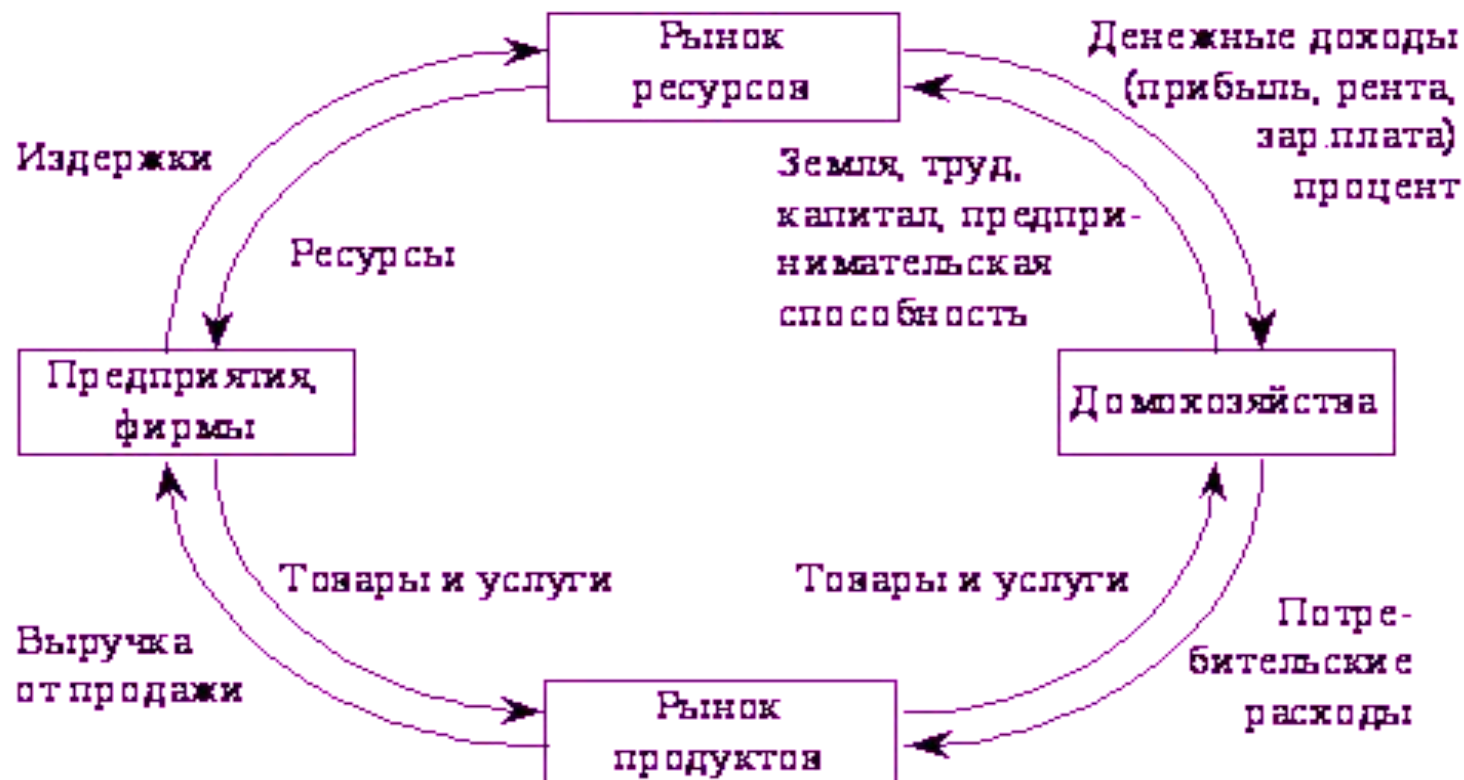 Рынок
ресурсов
Денежные доходы
(прибыль, рента,
зар.плата)
процент
Издержки
Ресурсы
Земля, труд,
капитал, предпри-
нимательская
способность
Предприятия,
фирмы
Домохозяйства
Товары и услуги
Товары и услуги
Выручка
от продажи
Потре-
бительские
расходы
Рынок
продуктов